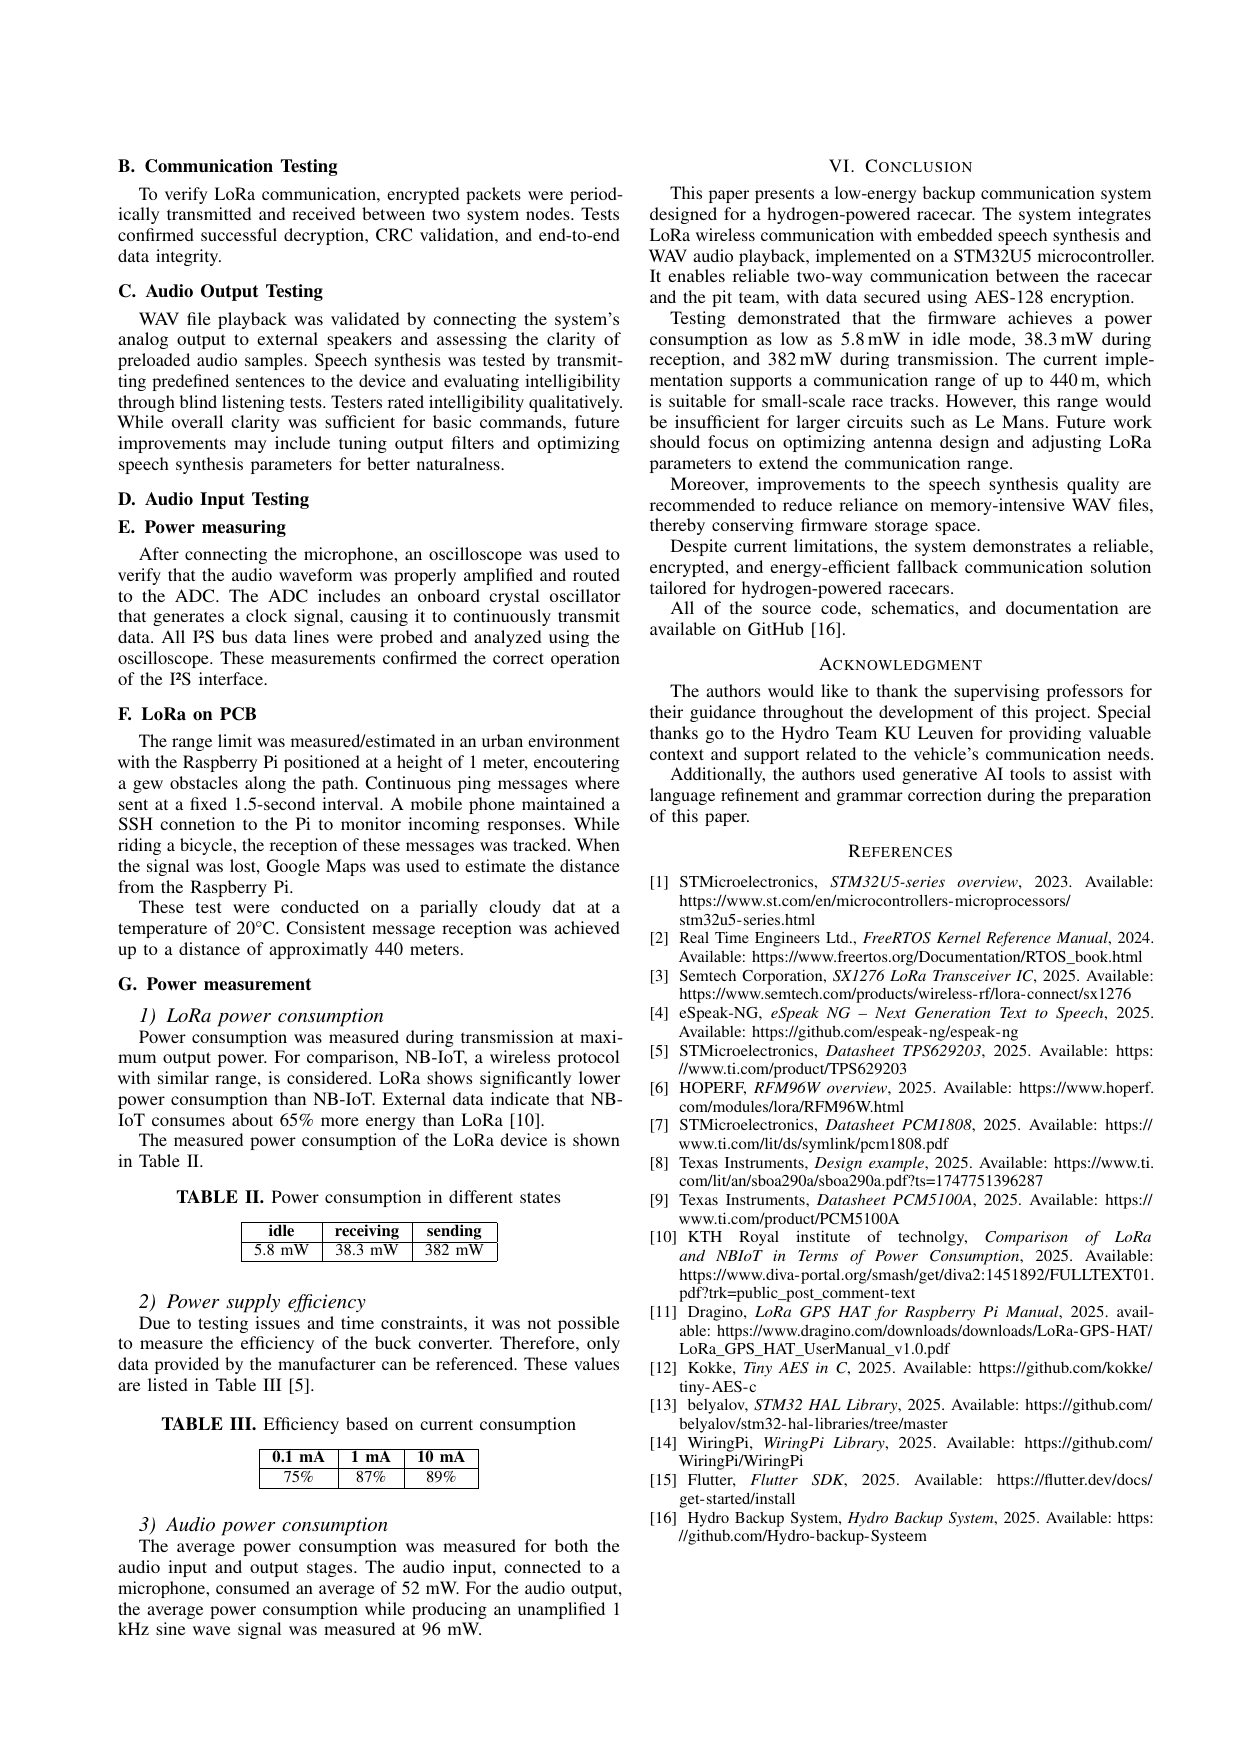 B. Communication Testing
To verify LoRa communication, encrypted packets were period-
ically transmitted and received between two system nodes. Tests
confirmed successful decryption, CRC validation, and end-to-end
data integrity.
C. Audio Output Testing
WAV file playback was validated by connecting the system's
analog output to external speakers and assessing the clarity of
preloaded audio samples. Speech synthesis was tested by transmit-
ting predefined sentences to the device and evaluating intelligibility
through blind listening tests. Testers rated intelligibility qualitatively.
While overall clarity was sufficient for basic commands, future
improvements may include tuning output filters and optimizing
speech synthesis parameters for better naturalness.
D. Audio Input Testing
E. Power measuring
After connecting the microphone, an oscilloscope was used to
verify that the audio waveform was properly amplified and routed
to the ADC. The ADC includes an onboard crystal oscillator
that generates a clock signal, causing it to continuously transmit
data. All I²S bus data lines were probed and analyzed using the
oscilloscope. These measurements confirmed the correct operation
of the I²S interface.
F. LoRa on PCB
The range limit was measured/estimated in an urban environment
with the Raspberry Pi positioned at a height of 1 meter, encoutering
a gew obstacles along the path. Continuous ping messages where
sent at a fixed 1.5-second interval. A mobile phone maintained a
SSH connetion to the Pi to monitor incoming responses. While
riding a bicycle, the reception of these messages was tracked. When
the signal was lost, Google Maps was used to estimate the distance
from the Raspberry Pi.
These test were conducted on a parially cloudy dat at a
temperature of 20°C. Consistent message reception was achieved
up to a distance of approximatly 440 meters.
G. Power measurement
1) LoRa power consumption
Power consumption was measured during transmission at maxi-
mum output power. For comparison, NB-IoT, a wireless protocol
with similar range, is considered. LoRa shows significantly lower
power consumption than NB-IoT. External data indicate that NB-
IoT consumes about 65% more energy than LoRa [10].
The measured power consumption of the LoRa device is shown
in Table II.
TABLE II. Power consumption in different states
idle receiving sending
5.8 mW 38.3 mW 382 mW
2) Power supply efficiency
Due to testing issues and time constraints, it was not possible
to measure the efficiency of the buck converter. Therefore, only
data provided by the manufacturer can be referenced. These values
are listed in Table III [5].
TABLE III. Efficiency based on current consumption
0.1 mA 1 mA 10 mA
75% 87% 89%
3) Audio power consumption
The average power consumption was measured for both the
audio input and output stages. The audio input, connected to a
microphone, consumed an average of 52 mW. For the audio output,
the average power consumption while producing an unamplified 1
kHz sine wave signal was measured at 96 mW.
VI. CONCLUSION
This paper presents a low-energy backup communication system
designed for a hydrogen-powered racecar. The system integrates
LoRa wireless communication with embedded speech synthesis and
WAV audio playback, implemented on a STM32U5 microcontroller.
It enables reliable two-way communication between the racecar
and the pit team, with data secured using AES-128 encryption.
Testing demonstrated that the firmware achieves a power
consumption as low as 5.8 mW in idle mode, 38.3 mW during
reception, and 382 mW during transmission. The current imple-
mentation supports a communication range of up to 440 m, which
is suitable for small-scale race tracks. However, this range would
be insufficient for larger circuits such as Le Mans. Future work
should focus on optimizing antenna design and adjusting LoRa
parameters to extend the communication range.
Moreover, improvements to the speech synthesis quality are
recommended to reduce reliance on memory-intensive WAV files,
thereby conserving firmware storage space.
Despite current limitations, the system demonstrates a reliable,
encrypted, and energy-efficient fallback communication solution
tailored for hydrogen-powered racecars.
All of the source code, schematics, and documentation are
available on GitHub [16].
ACKNOWLEDGMENT
The authors would like to thank the supervising professors for
their guidance throughout the development of this project. Special
thanks go to the Hydro Team KU Leuven for providing valuable
context and support related to the vehicle's communication needs.
Additionally, the authors used generative AI tools to assist with
language refinement and grammar correction during the preparation
of this paper.
REFERENCES
[1] STMicroelectronics, STM32U5-series overview, 2023. Available:
https://www.st.com/en/microcontrollers-microprocessors/
stm32u5-series.html
[2] Real Time Engineers Ltd., FreeRTOS Kernel Reference Manual, 2024.
Available: https://www.freertos.org/Documentation/RTOS_book.html
[3] Semtech Corporation, SX1276 LoRa Transceiver IC, 2025. Available:
https://www.semtech.com/products/wireless-rf/lora-connect/sx1276
[4] eSpeak-NG, eSpeak NG – Next Generation Text to Speech, 2025.
Available: https://github.com/espeak-ng/espeak-ng
[5] STMicroelectronics, Datasheet TPS629203, 2025. Available: https:
//www.ti.com/product/TPS629203
[6] HOPERF, RFM96W overview, 2025. Available: https://www.hoperf.
com/modules/lora/RFM96W.html
[7] STMicroelectronics, Datasheet PCM1808, 2025. Available: https://
www.ti.com/lit/ds/symlink/pcm1808.pdf
[8] Texas Instruments, Design example, 2025. Available: https://www.ti.
com/lit/an/sboa290a/sboa290a.pdf?ts=1747751396287
[9] Texas Instruments, Datasheet PCM5100A, 2025. Available: https://
www.ti.com/product/PCM5100A
[10] KTH Royal institute of technolgy, Comparison of LoRa
and NBIoT in Terms of Power Consumption, 2025. Available:
https://www.diva-portal.org/smash/get/diva2:1451892/FULLTEXT01.
pdf?trk=public_post_comment-text
[11] Dragino, LoRa GPS HAT for Raspberry Pi Manual, 2025. avail-
able: https://www.dragino.com/downloads/downloads/LoRa-GPS-HAT/
LoRa_GPS_HAT_UserManual_v1.0.pdf
[12] Kokke, Tiny AES in C, 2025. Available: https://github.com/kokke/
tiny-AES-c
[13] belyalov, STM32 HAL Library, 2025. Available: https://github.com/
belyalov/stm32-hal-libraries/tree/master
[14] WiringPi, WiringPi Library, 2025. Available: https://github.com/
WiringPi/WiringPi
[15] Flutter, Flutter SDK, 2025. Available: https://flutter.dev/docs/
get-started/install
[16] Hydro Backup System, Hydro Backup System, 2025. Available: https:
//github.com/Hydro-backup-Systeem